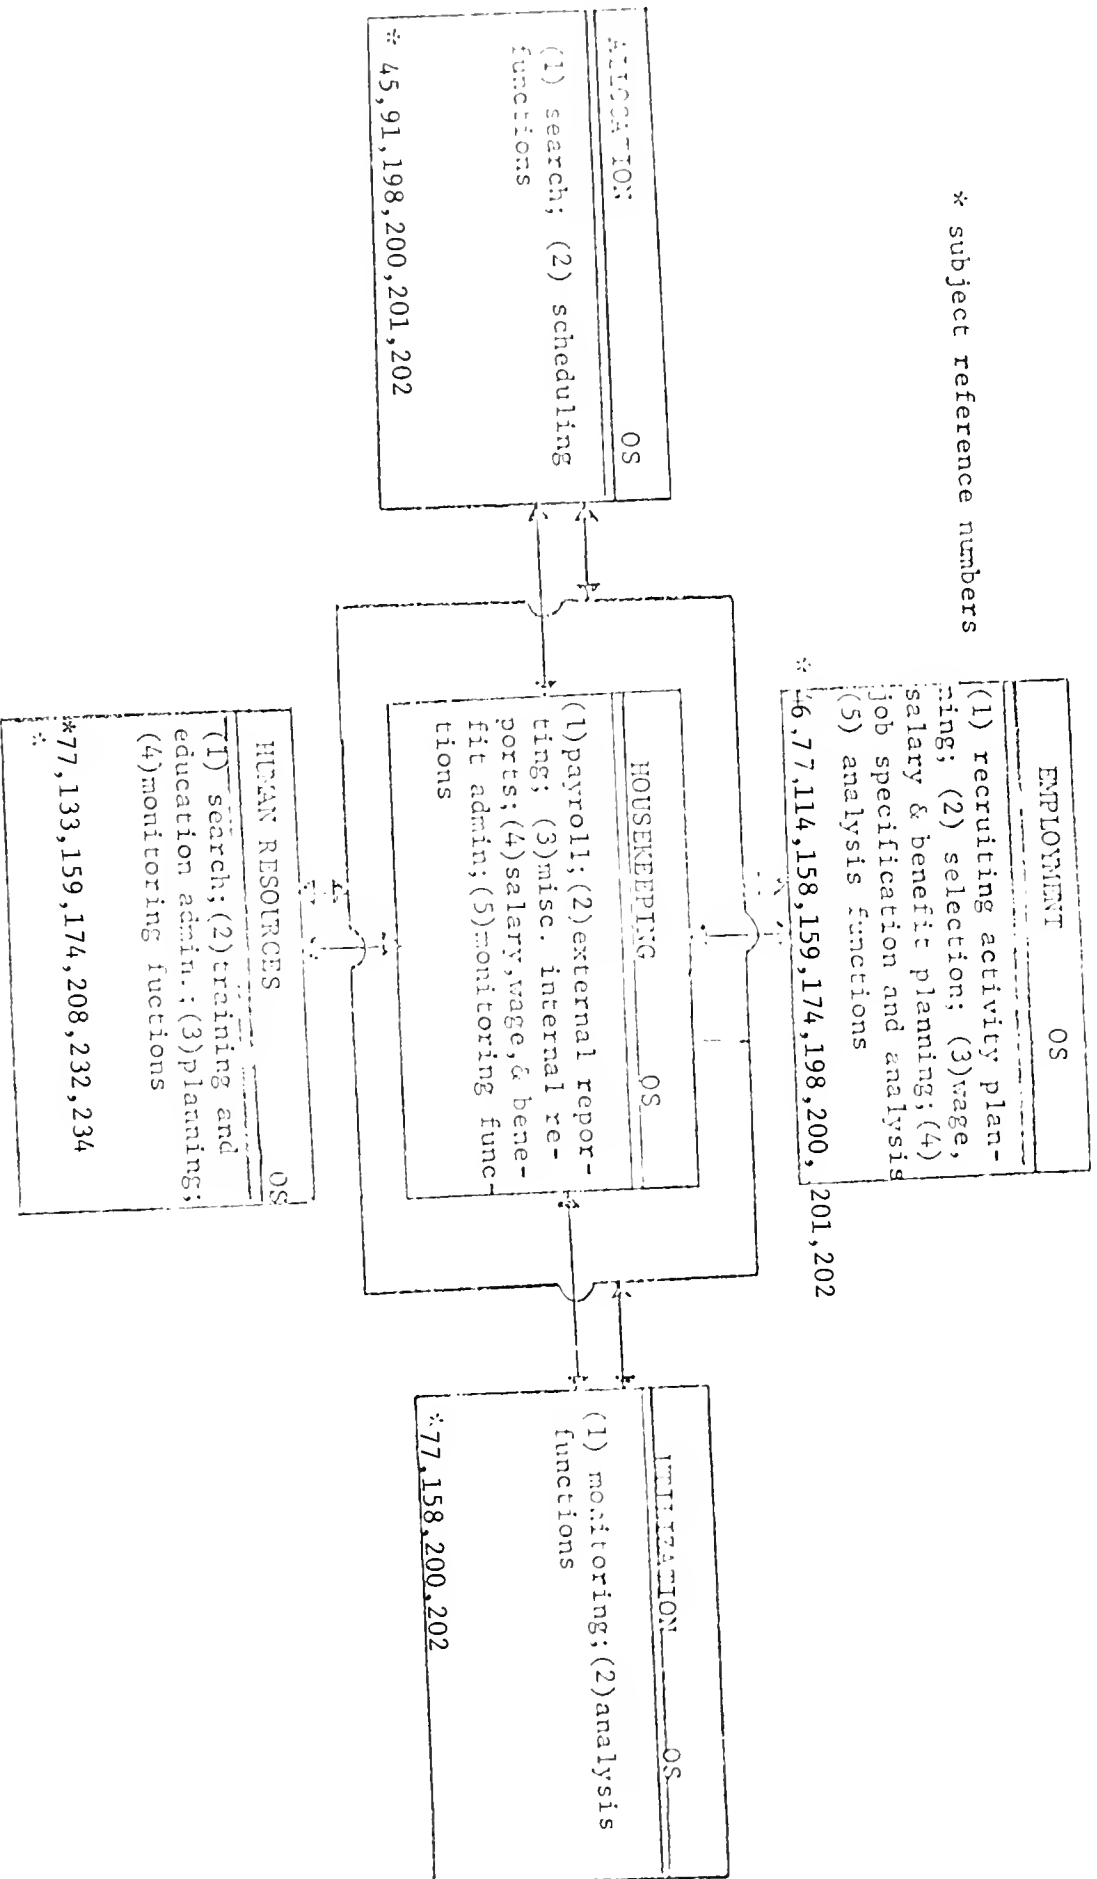 * subject reference numbers
EMPLOYMENT OS
(1) recruiting activity plan-
ning; (2) selection; (3)wage,
salary & benefit planning;(4)
job specification and analysis
(5) analysis functions
* 46,77,114,158,159,174,198,200,201,202
ALLOCATION OS
(1) search; (2) scheduling
functions
* 45,91,198,200,201,202
HOUSEKEEPING OS
(1)payroll;(2)external repor-
ting; (3)misc. internal re-
ports;(4)salary,wage,& bene-
fit admin;(5)monitoring func-
tions
UTILIZATION OS
(1) monitoring;(2)analysis
functions
*77,158,200,202
HUMAN RESOURCES OS
(1) search;(2)training and
education admin.;(3)planning;
(4)monitoring fuctions
*77,133,159,174,208,232,234
*